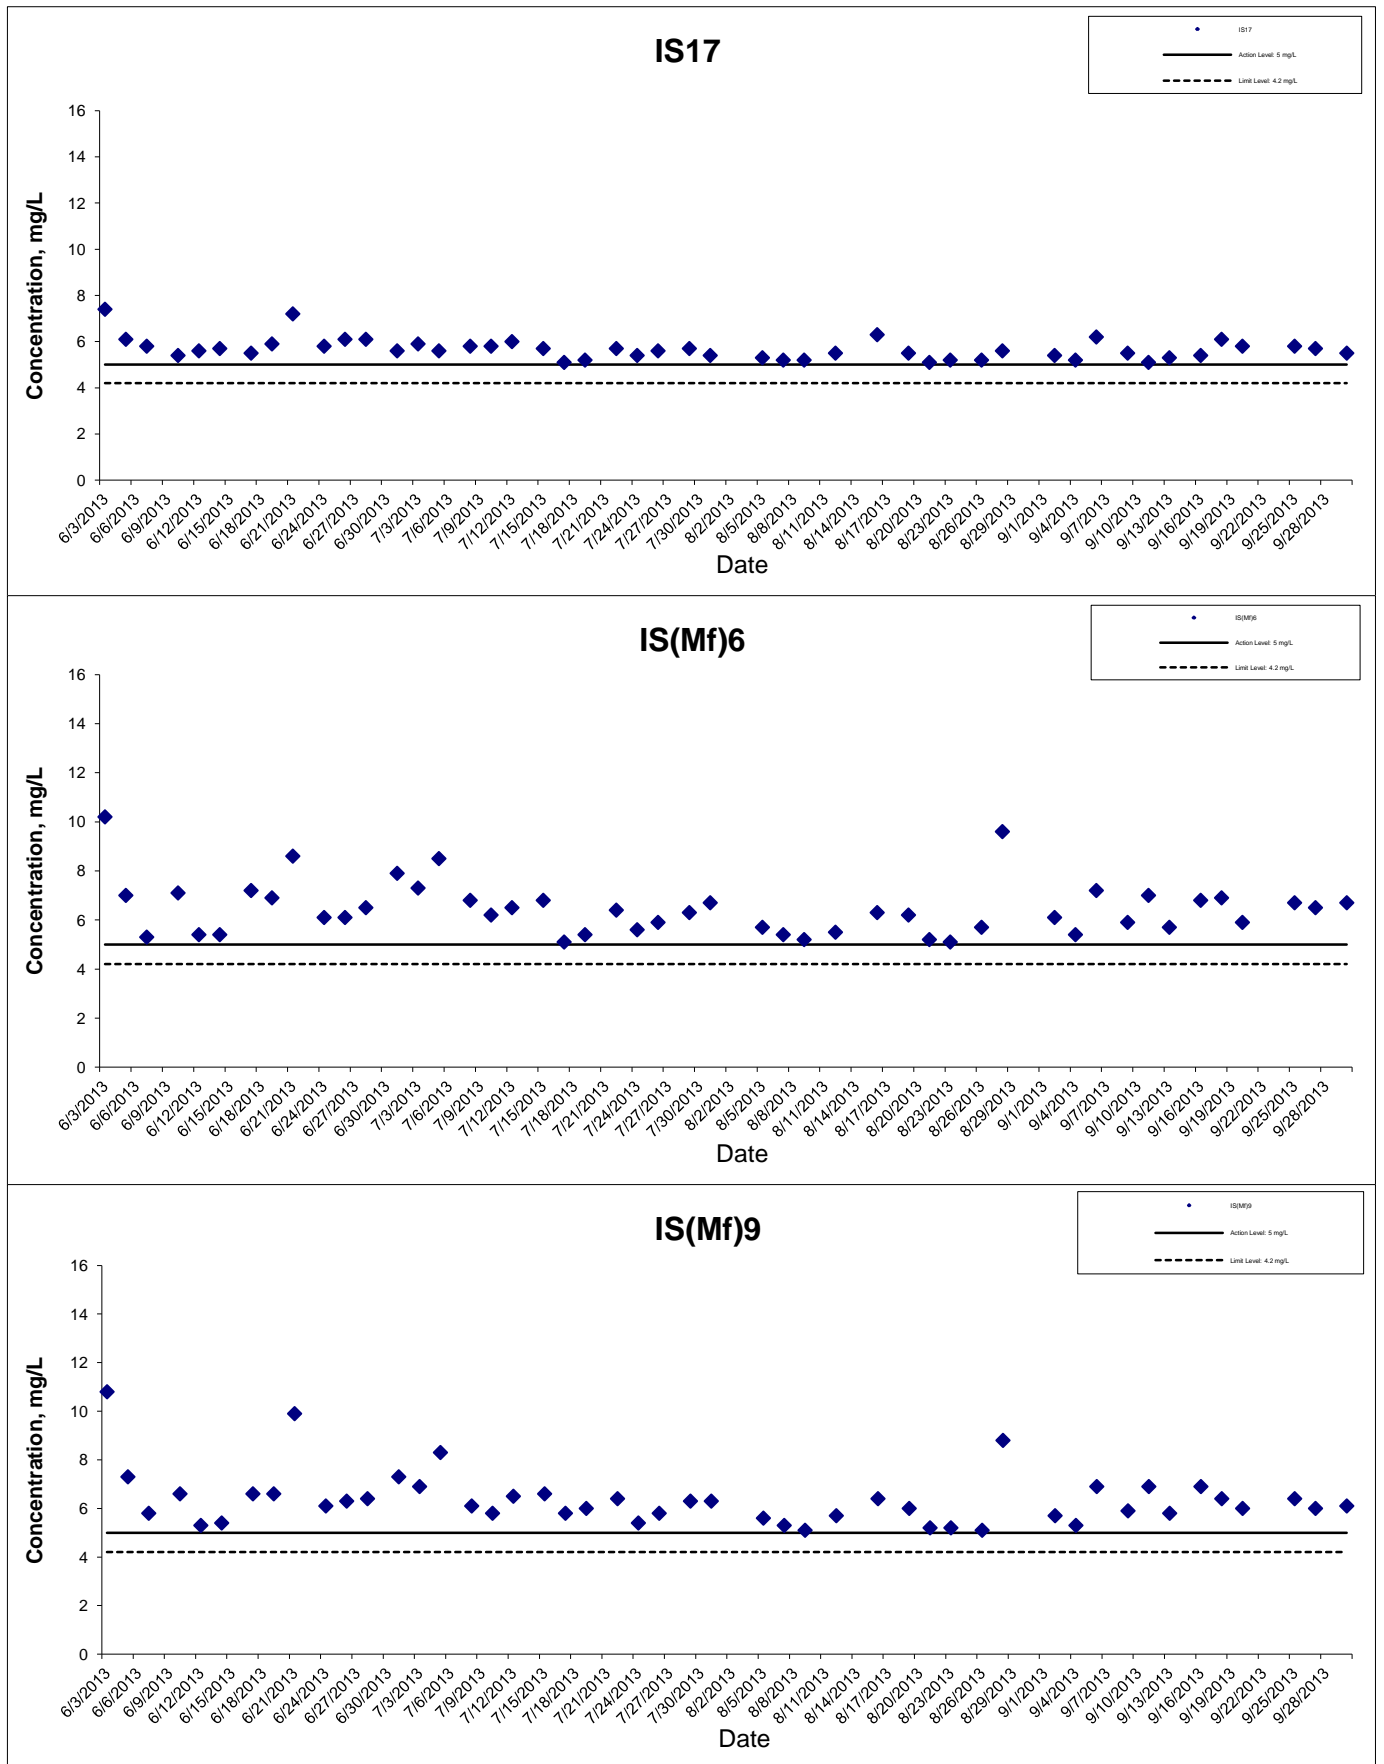 IS17
IS17
Action Level: 5 mg/L
Limit Level: 4.2 mg/L
Concentration, mg/L
16
14
12
10
8
6
4
2
0
6/3/2013 6/6/2013 6/9/2013 6/12/2013 6/15/2013 6/18/2013 6/21/2013 6/24/2013 6/27/2013 6/30/2013 7/3/2013 7/6/2013 7/9/2013 7/12/2013 7/15/2013 7/18/2013 7/21/2013 7/24/2013 7/27/2013 7/30/2013 8/2/2013 8/5/2013 8/8/2013 8/11/2013 8/14/2013 8/17/2013 8/20/2013 8/23/2013 8/26/2013 8/29/2013 9/1/2013 9/4/2013 9/7/2013 9/10/2013 9/13/2013 9/16/2013 9/19/2013 9/22/2013 9/25/2013 9/28/2013
Date
IS(Mf)6
IS(Mf)6
Action Level: 5 mg/L
Limit Level: 4.2 mg/L
Concentration, mg/L
16
14
12
10
8
6
4
2
0
6/3/2013 6/6/2013 6/9/2013 6/12/2013 6/15/2013 6/18/2013 6/21/2013 6/24/2013 6/27/2013 6/30/2013 7/3/2013 7/6/2013 7/9/2013 7/12/2013 7/15/2013 7/18/2013 7/21/2013 7/24/2013 7/27/2013 7/30/2013 8/2/2013 8/5/2013 8/8/2013 8/11/2013 8/14/2013 8/17/2013 8/20/2013 8/23/2013 8/26/2013 8/29/2013 9/1/2013 9/4/2013 9/7/2013 9/10/2013 9/13/2013 9/16/2013 9/19/2013 9/22/2013 9/25/2013 9/28/2013
Date
IS(Mf)9
IS(Mf)9
Action Level: 5 mg/L
Limit Level: 4.2 mg/L
Concentration, mg/L
16
14
12
10
8
6
4
2
0
6/3/2013 6/6/2013 6/9/2013 6/12/2013 6/15/2013 6/18/2013 6/21/2013 6/24/2013 6/27/2013 6/30/2013 7/3/2013 7/6/2013 7/9/2013 7/12/2013 7/15/2013 7/18/2013 7/21/2013 7/24/2013 7/27/2013 7/30/2013 8/2/2013 8/5/2013 8/8/2013 8/11/2013 8/14/2013 8/17/2013 8/20/2013 8/23/2013 8/26/2013 8/29/2013 9/1/2013 9/4/2013 9/7/2013 9/10/2013 9/13/2013 9/16/2013 9/19/2013 9/22/2013 9/25/2013 9/28/2013
Date